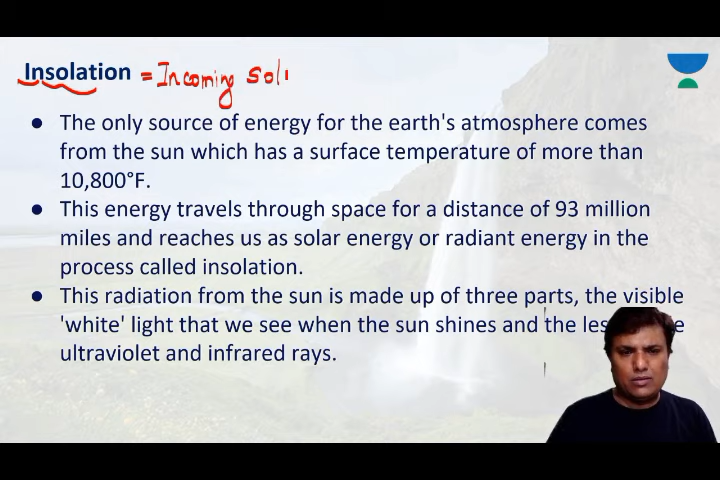 Insolation = Incoming Sol
● The only source of energy for the earth's atmosphere comes
from the sun which has a surface temperature of more than
10,800°F.
● This energy travels through space for a distance of 93 million
miles and reaches us as solar energy or radiant energy in the
process called insolation.
● This radiation from the sun is made up of three parts, the visible
'white' light that we see when the sun shines and the
ultraviolet and infrared rays.